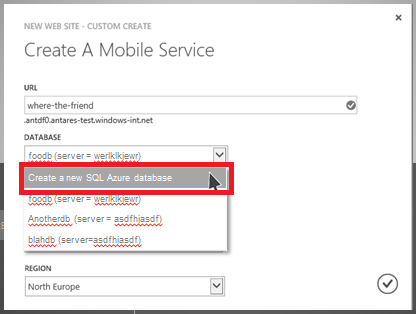 NEW WEB SITE - CUSTOM CREATE
Create A Mobile Service
URL
where-the-friend
.antdf0.antares-test.windows-int.net
DATABASE
foodb (server = werlklkjewr)
Create a new SQL Azure database
foodb (server = werlklkjewr)
Anotherdb (server = asdfhjasdf)
blahdb (server=asdfhjasdf)
REGION
North Europe